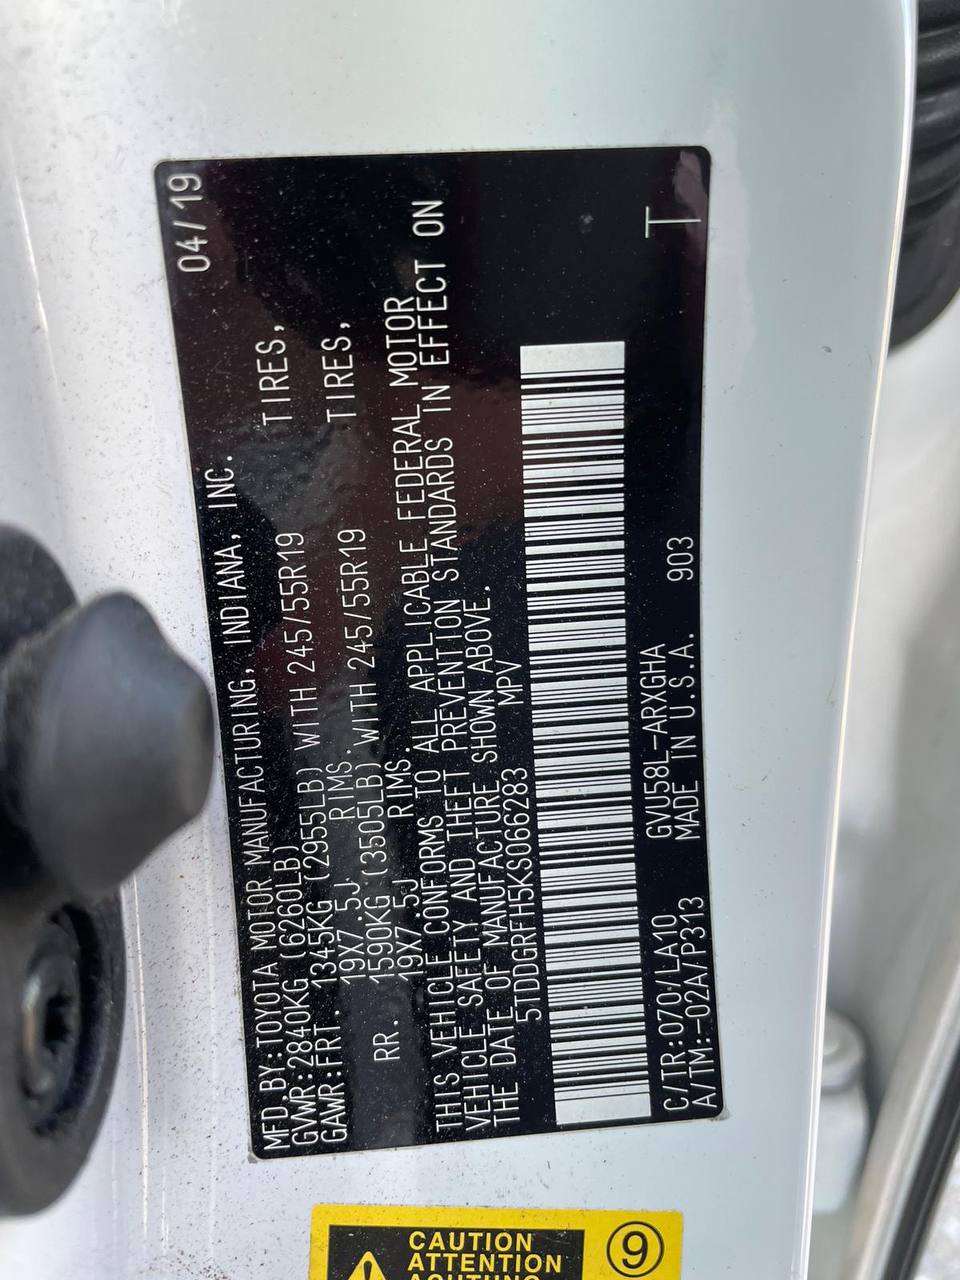 MFD.BY:TOYOTA MOTOR MANUFACTURING, INDIANA, INC. 04/19
GVWR:2840KG (6260LB)
GAWR:FRT. 1345KG (2955LB) WITH 245/55R19 TIRES,
19X7.5J RIMS.
RR. 1590KG (3505LB) WITH 245/55R19 TIRES,
19X7.5J RIMS
THIS VEHICLE CONFORMS TO ALL APPLICABLE FEDERAL MOTOR
VEHICLE SAFETY AND THEFT PREVENTION STANDARDS IN EFFECT ON
THE DATE OF MANUFACTURE SHOWN ABOVE.
5TDDGRFH5KS066283 MPV
C/TR:070/LA10 GVU58L-ARXGHA
A/TM:-02A/P313 MADE IN U.S.A. 903 T
CAUTION
ATTENTION
ACHTUNG
9